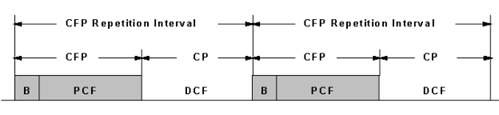 CFP Repetition Interval CFP Repetition Interval
CFP CP CFP CP
B PCF DCF B PCF DCF